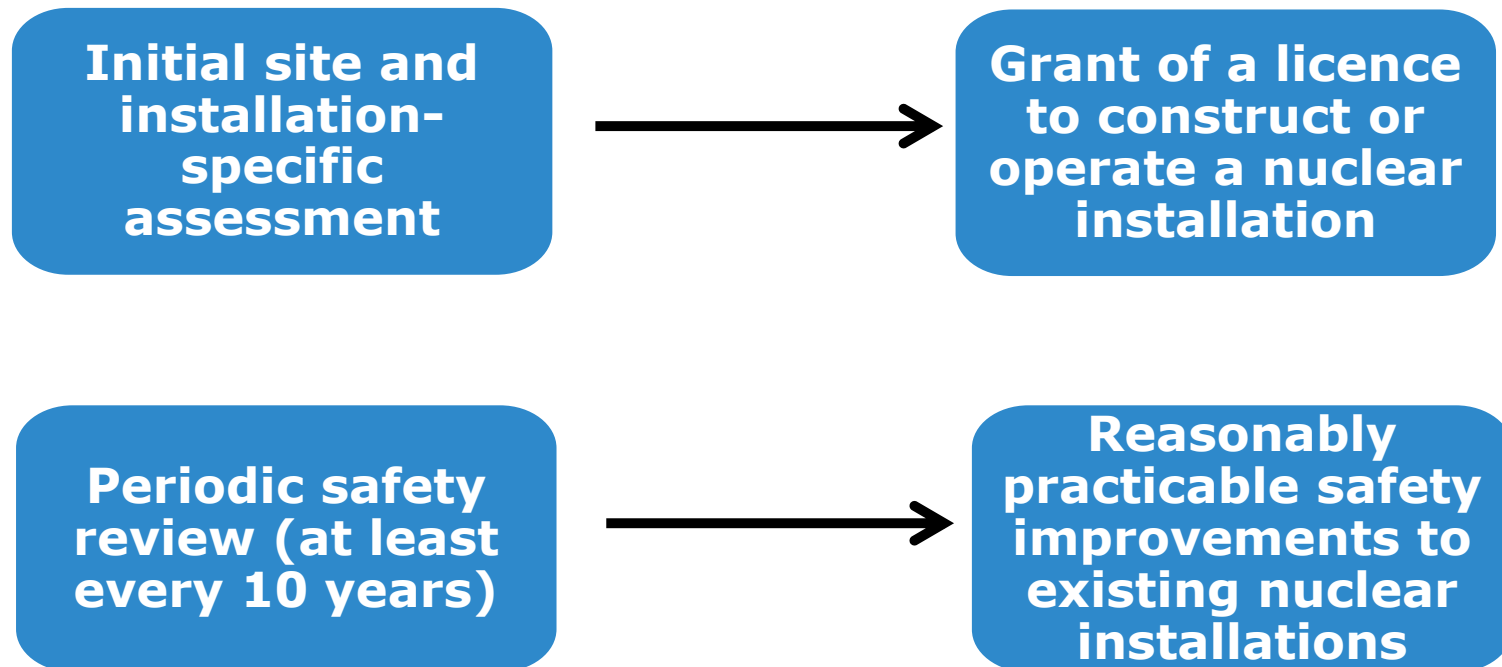 Initial site and
installation-
specific
assessment
Grant of a licence
to construct or
operate a nuclear
installation
Periodic safety
review (at least
every 10 years)
Reasonably
practicable safety
improvements to
existing nuclear
installations